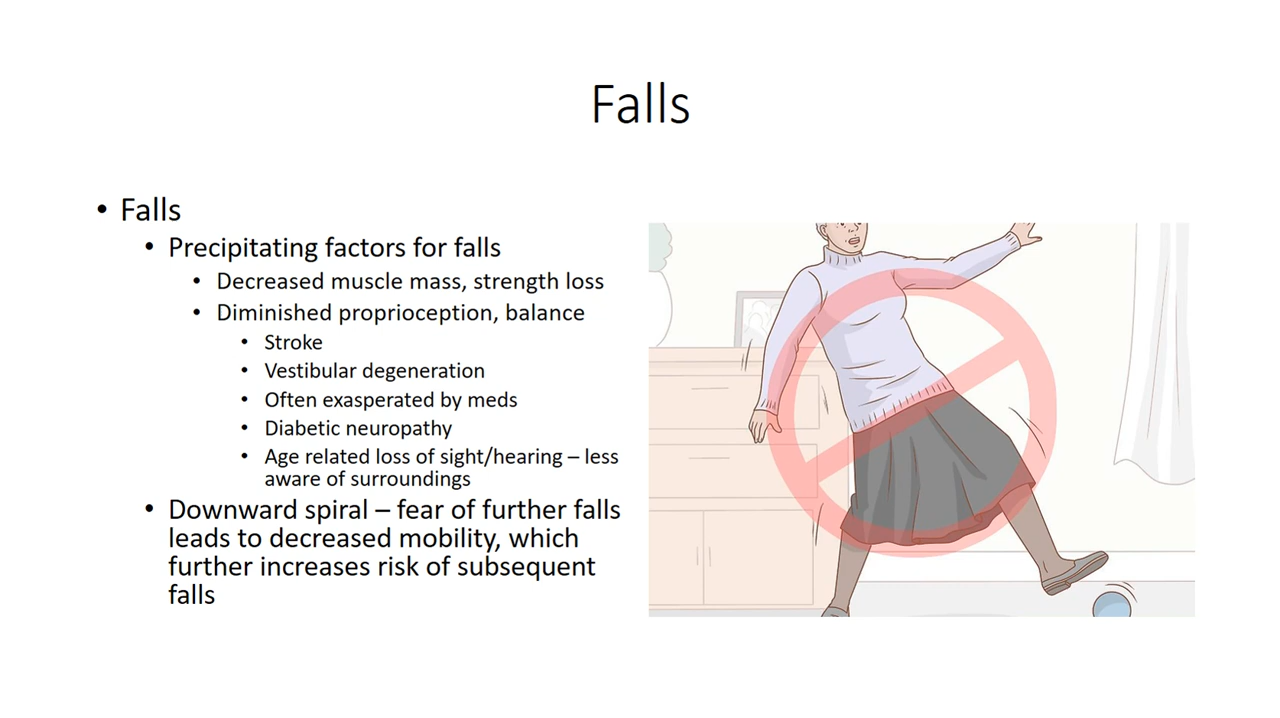 Falls
• Falls
• Precipitating factors for falls
• Decreased muscle mass, strength loss
• Diminished proprioception, balance
• Stroke
• Vestibular degeneration
• Often exasperated by meds
• Diabetic neuropathy
• Age related loss of sight/hearing – less
aware of surroundings
• Downward spiral – fear of further falls
leads to decreased mobility, which
further increases risk of subsequent
falls